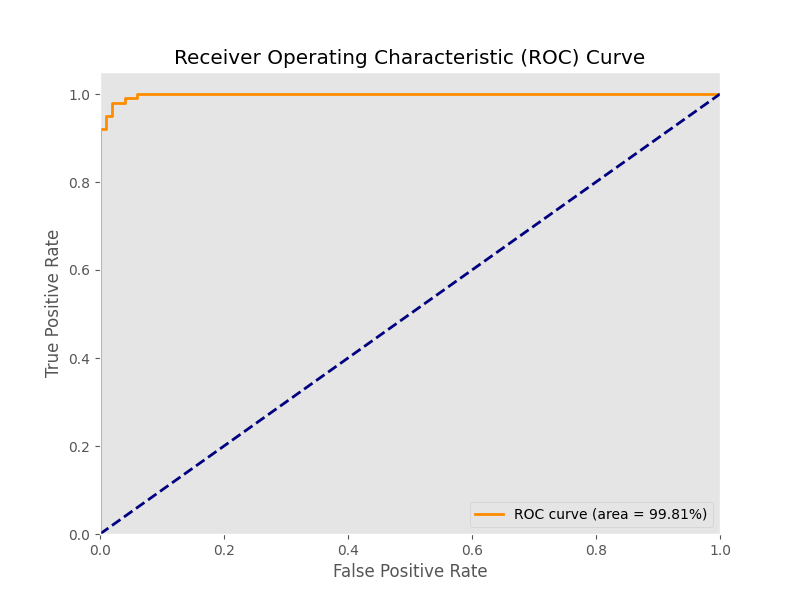 Receiver Operating Characteristic (ROC) Curve
True Positive Rate
1.0
0.8
0.6
0.4
0.2
0.0
ROC curve (area = 99.81%)
0.0 0.2 0.4 0.6 0.8 1.0
False Positive Rate